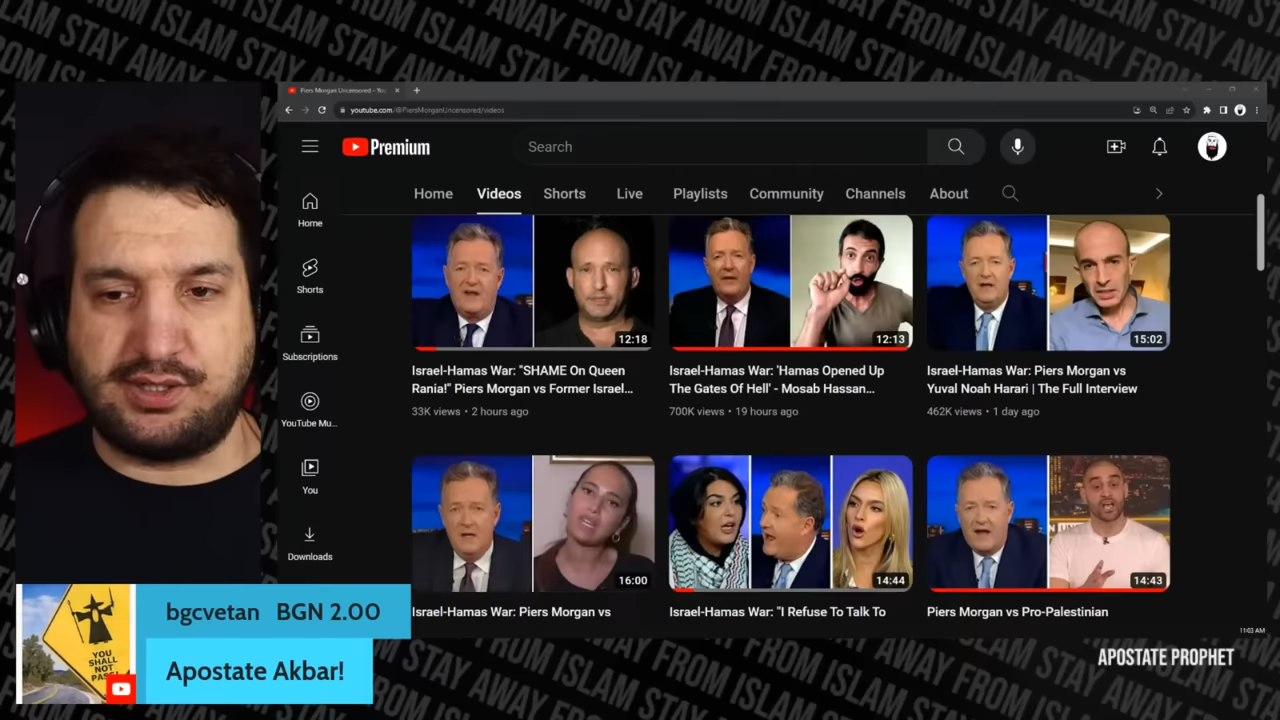 STAY AWAY FROM ISLAM
Piers Morgan Uncensored - You
youtube.com/@PiersMorganUncensored/videos
Premium
Search
Home
Videos
Shorts
Live
Playlists
Community
Channels
About
Home
Shorts
Subscriptions
YouTube Mu...
You
Downloads
12:18
12:13
15:02
Israel-Hamas War: "SHAME On Queen
Rania!" Piers Morgan vs Former Israel...
33K views • 2 hours ago
Israel-Hamas War: 'Hamas Opened Up
The Gates Of Hell' - Mosab Hassan...
700K views • 19 hours ago
Israel-Hamas War: Piers Morgan vs
Yuval Noah Harari | The Full Interview
462K views • 1 day ago
16:00
14:44
14:43
Israel-Hamas War: Piers Morgan vs
Israel-Hamas War: "I Refuse To Talk To
Piers Morgan vs Pro-Palestinian
11:03 AM
YOU
SHALL
NOT
PASS!
bgcvetan BGN 2.00
Apostate Akbar!
APOSTATE PROPHET